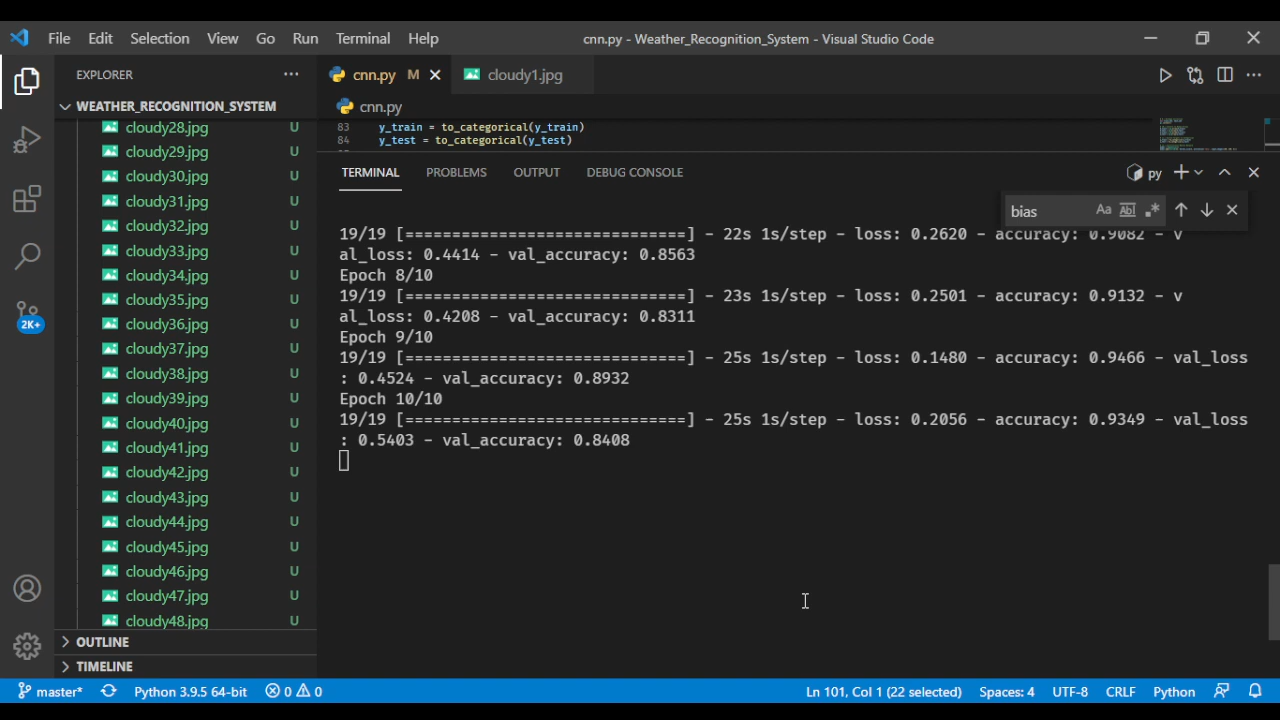 File Edit Selection View Go Run Terminal Help cnn.py - Weather_Recognition_System - Visual Studio Code
EXPLORER
WEATHER_RECOGNITION_SYSTEM
cloudy28.jpg U
cloudy29.jpg U
cloudy30.jpg U
cloudy31.jpg U
cloudy32.jpg U
cloudy33.jpg U
cloudy34.jpg U
cloudy35.jpg U
cloudy36.jpg U
cloudy37.jpg U
cloudy38.jpg U
cloudy39.jpg U
cloudy40.jpg U
cloudy41.jpg U
cloudy42.jpg U
cloudy43.jpg U
cloudy44.jpg U
cloudy45.jpg U
cloudy46.jpg U
cloudy47.jpg U
cloudy48.jpg U
OUTLINE
TIMELINE
2K+
cnn.py M cloudy1.jpg
cnn.py
83 y_train = to_categorical(y_train)
84 y_test = to_categorical(y_test)
TERMINAL PROBLEMS OUTPUT DEBUG CONSOLE py
bias Aa Abl .*
19/19 [==============================] - 22s 1s/step - loss: 0.2620 - accuracy: 0.9082 - v
al_loss: 0.4414 - val_accuracy: 0.8563
Epoch 8/10
19/19 [==============================] - 23s 1s/step - loss: 0.2501 - accuracy: 0.9132 - v
al_loss: 0.4208 - val_accuracy: 0.8311
Epoch 9/10
19/19 [==============================] - 25s 1s/step - loss: 0.1480 - accuracy: 0.9466 - val_loss
: 0.4524 - val_accuracy: 0.8932
Epoch 10/10
19/19 [==============================] - 25s 1s/step - loss: 0.2056 - accuracy: 0.9349 - val_loss
: 0.5403 - val_accuracy: 0.8408
master* Python 3.9.5 64-bit 0 0 Ln 101, Col 1 (22 selected) Spaces: 4 UTF-8 CRLF Python